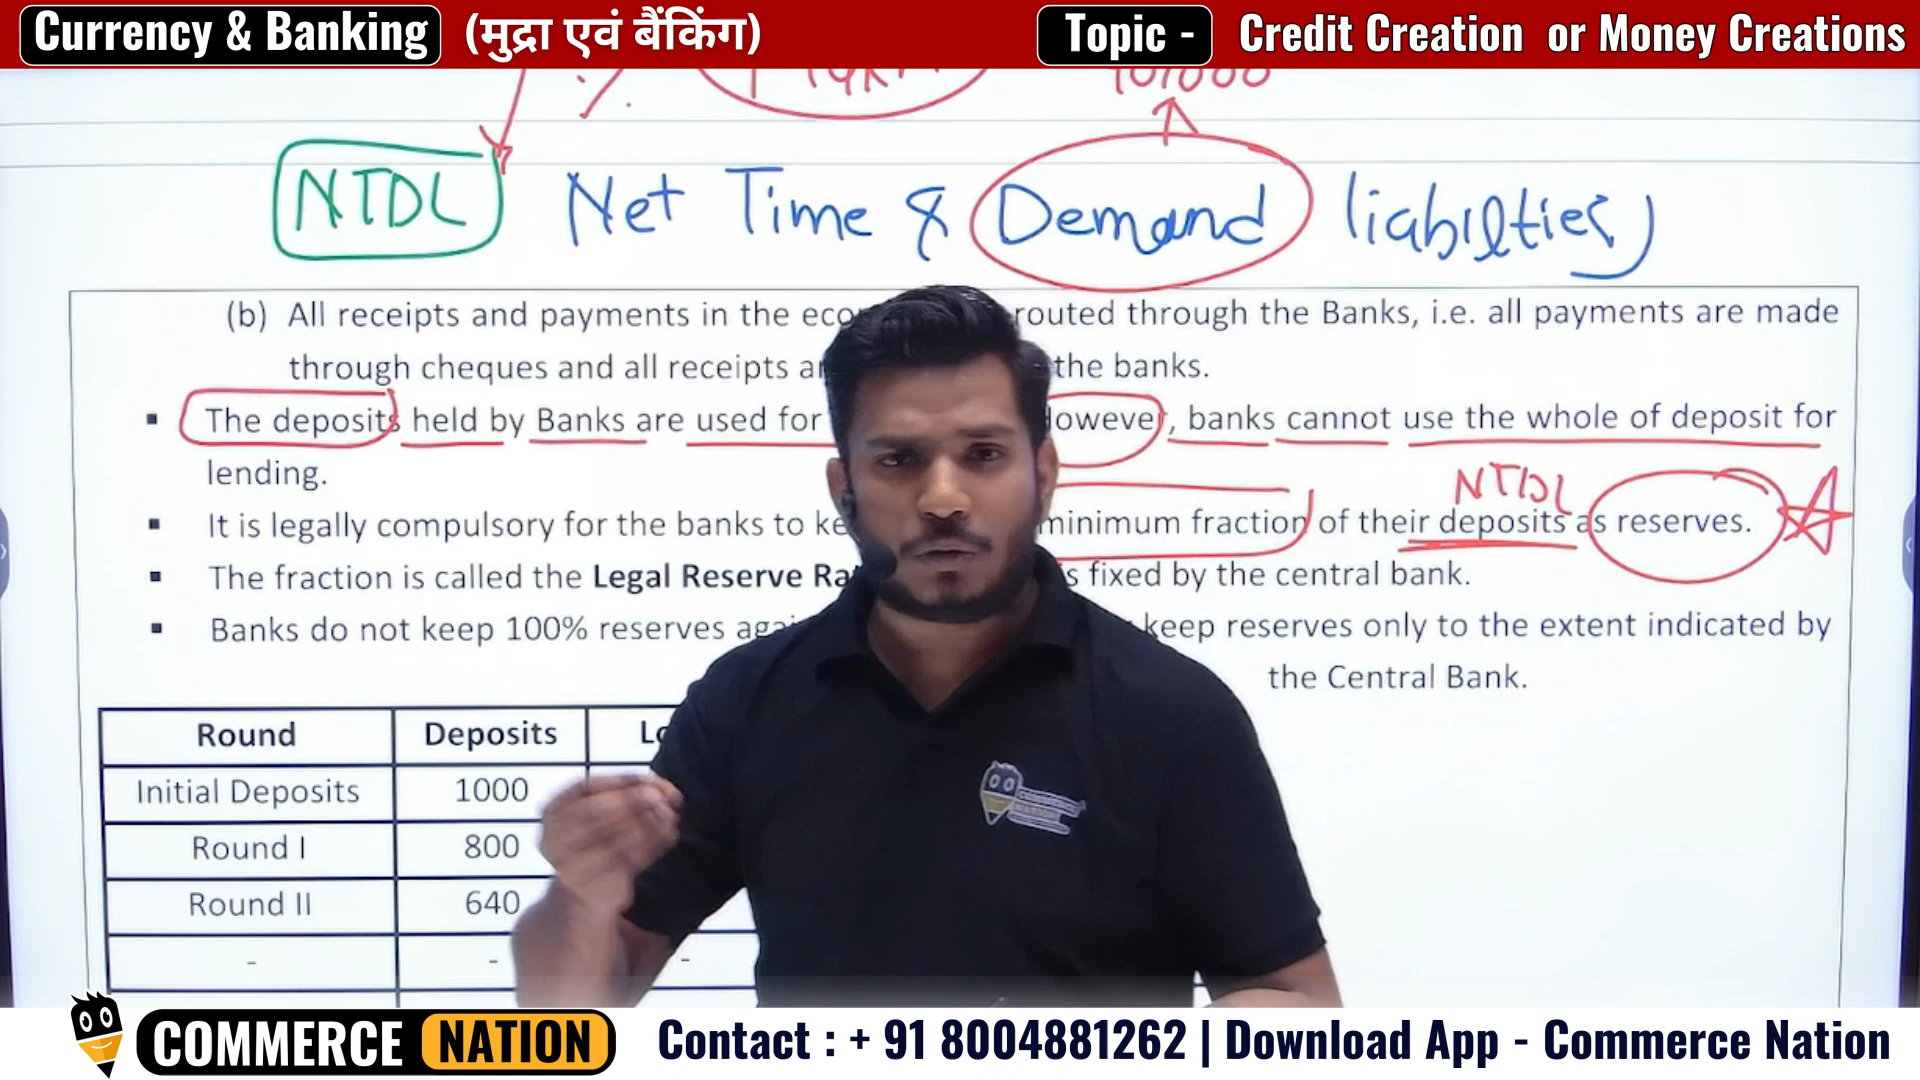 Currency & Banking (मुद्रा एवं बैंकिंग) Topic - Credit Creation or Money Creations
NTDL Net Time & Demand liabilties)
(b) All receipts and payments in the routed through the Banks, i.e. all payments are made
through cheques and all receipts the banks.
The deposits held by Banks are used for banks cannot use the whole of deposit for
lending.
NTDL
It is legally compulsory for the banks to minimum fraction of their deposits as reserves.
The fraction is called the Legal Reserve fixed by the central bank.
Banks do not keep 100% reserves keep reserves only to the extent indicated by
the Central Bank.
Round Deposits
Initial Deposits 1000
Round I 800
Round II 640
- - -
COMMERCE NATION Contact : + 91 8004881262 | Download App - Commerce Nation